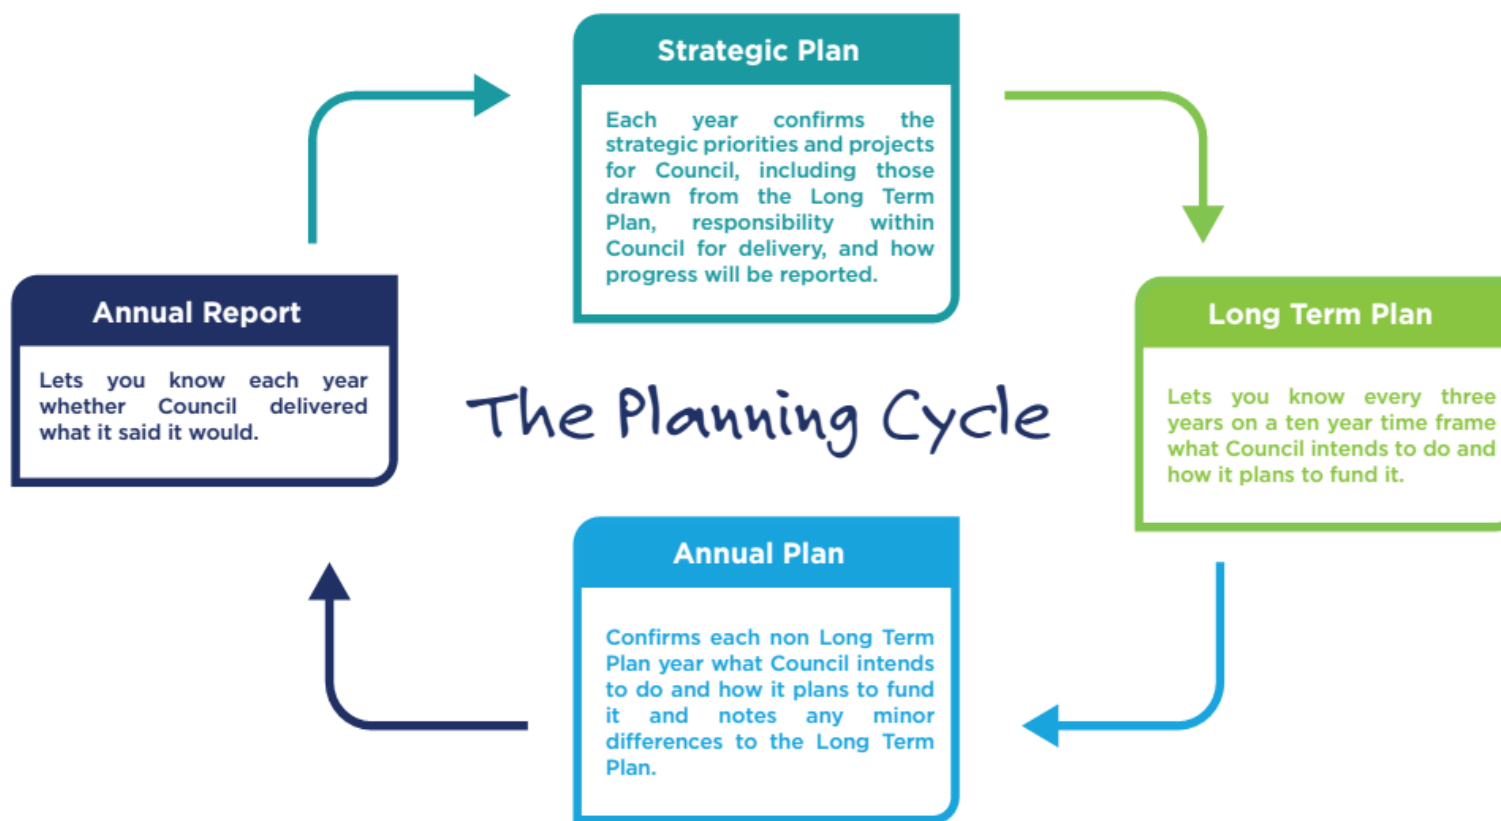 Strategic Plan
Each year confirms the
strategic priorities and projects
for Council, including those
drawn from the Long Term
Plan, responsibility within
Council for delivery, and how
progress will be reported.
Annual Report
Lets you know each year
whether Council delivered
what it said it would.
The Planning Cycle
Long Term Plan
Lets you know every three
years on a ten year time frame
what Council intends to do and
how it plans to fund it.
Annual Plan
Confirms each non Long Term
Plan year what Council intends
to do and how it plans to fund
it and notes any minor
differences to the Long Term
Plan.